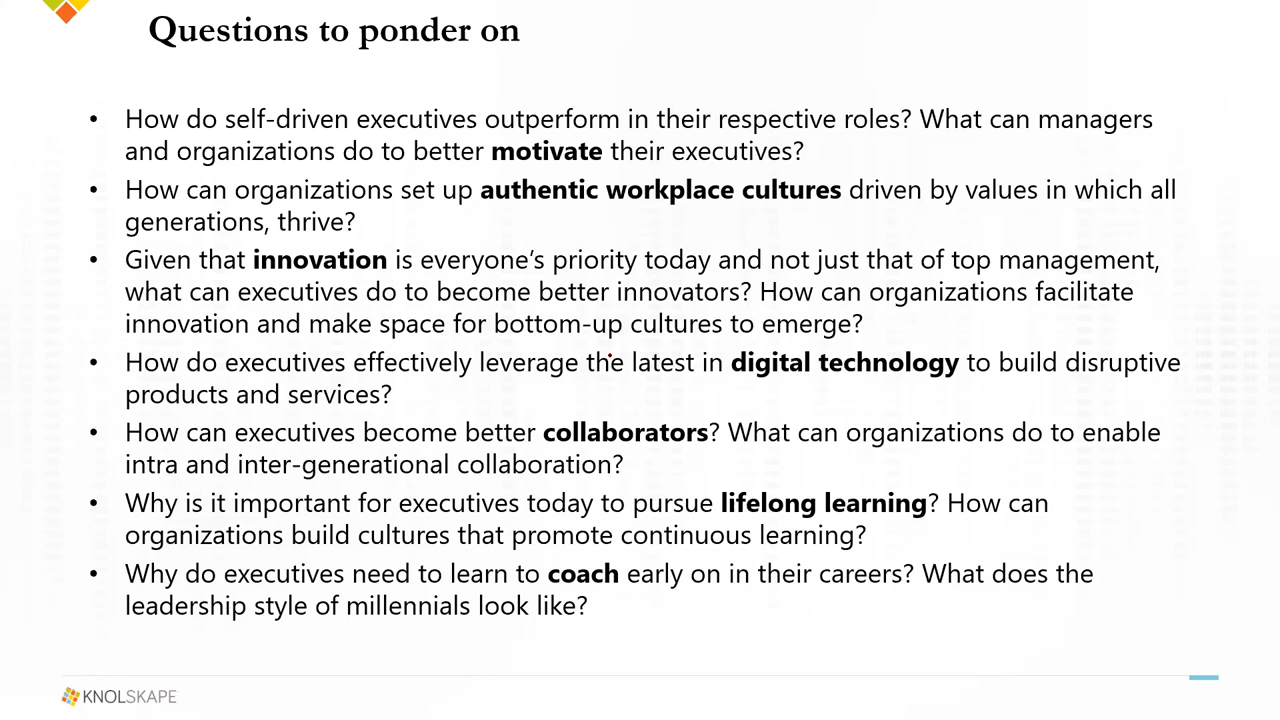 Questions to ponder on
• How do self-driven executives outperform in their respective roles? What can managers
and organizations do to better motivate their executives?
• How can organizations set up authentic workplace cultures driven by values in which all
generations, thrive?
• Given that innovation is everyone’s priority today and not just that of top management,
what can executives do to become better innovators? How can organizations facilitate
innovation and make space for bottom-up cultures to emerge?
• How do executives effectively leverage the latest in digital technology to build disruptive
products and services?
• How can executives become better collaborators? What can organizations do to enable
intra and inter-generational collaboration?
• Why is it important for executives today to pursue lifelong learning? How can
organizations build cultures that promote continuous learning?
• Why do executives need to learn to coach early on in their careers? What does the
leadership style of millennials look like?
KNOLSKAPE